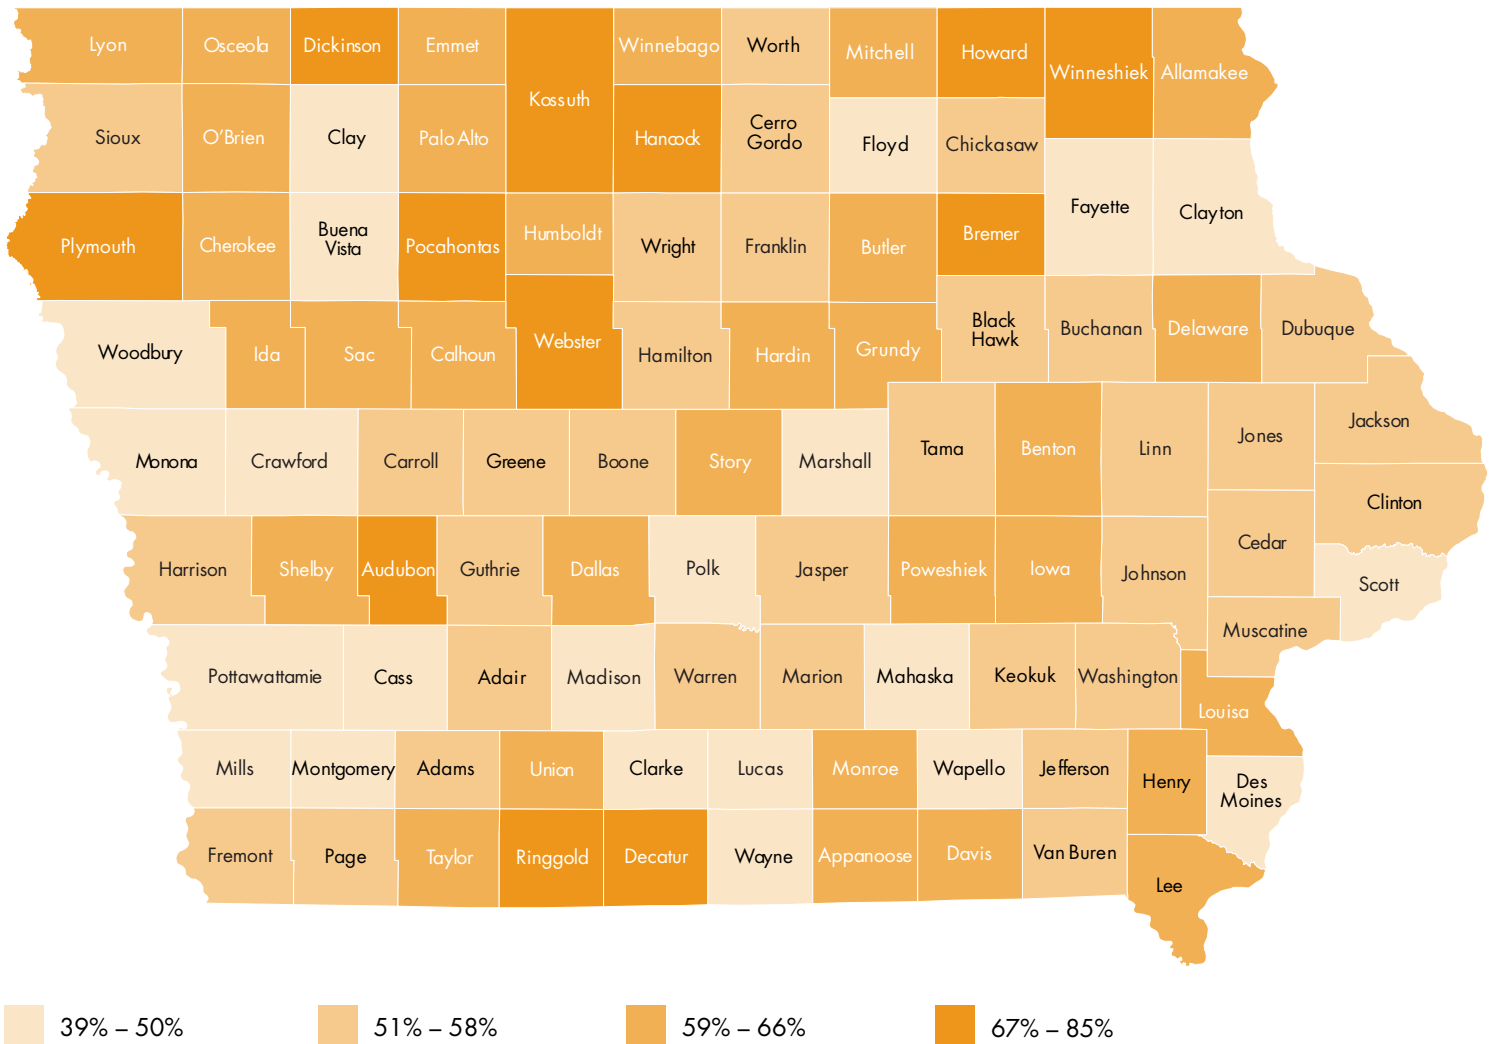 Lyon
Osceola
Dickinson
Emmet
Kossuth
Winnebago
Worth
Mitchell
Howard
Winneshiek
Allamakee
Sioux
O'Brien
Clay
Palo Alto
Hancock
Cerro
Gordo
Floyd
Chickasaw
Fayette
Clayton
Plymouth
Cherokee
Buena
Vista
Pocahontas
Humboldt
Wright
Franklin
Butler
Bremer
Woodbury
Ida
Sac
Calhoun
Webster
Hamilton
Hardin
Grundy
Black
Hawk
Buchanan
Delaware
Dubuque
Monona
Crawford
Carroll
Greene
Boone
Story
Marshall
Tama
Benton
Linn
Jones
Jackson
Clinton
Harrison
Shelby
Audubon
Guthrie
Dallas
Polk
Jasper
Poweshiek
Iowa
Johnson
Cedar
Scott
Muscatine
Pottawattamie
Cass
Adair
Madison
Warren
Marion
Mahaska
Keokuk
Washington
Louisa
Mills
Montgomery
Adams
Union
Clarke
Lucas
Monroe
Wapello
Jefferson
Henry
Des
Moines
Fremont
Page
Taylor
Ringgold
Decatur
Wayne
Appanoose
Davis
Van Buren
Lee
39% – 50%
51% – 58%
59% – 66%
67% – 85%